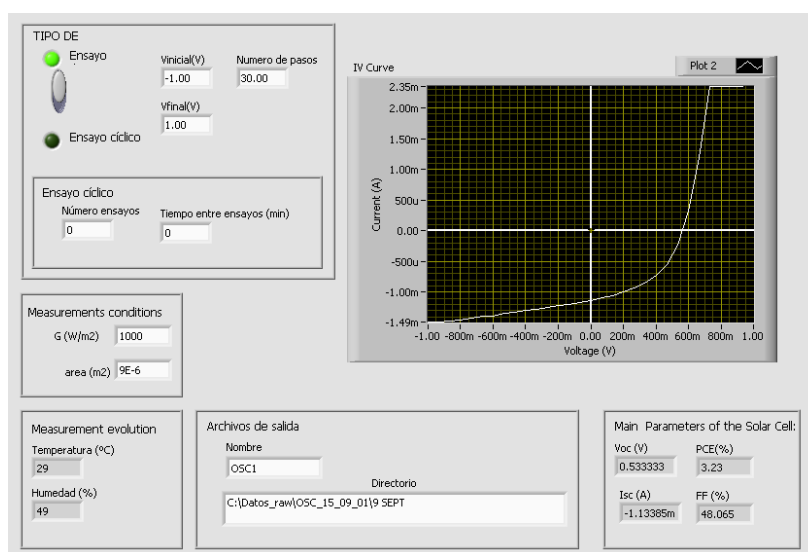 TIPO DE
Ensayo
Vinicial(V)
-1.00
Numero de pasos
30.00
Vfinal(V)
1.00
Ensayo cíclico
Ensayo cíclico
Número ensayos
0
Tiempo entre ensayos (min)
0
Measurements conditions
G (W/m2) 1000
area (m2) 9E-6
IV Curve
Plot 2
Current (A)
2.35m
2.00m
1.50m
1.00m
500u
0.00
-500u
-1.00m
-1.49m
-1.00 -800m -600m -400m -200m 0.00 200m 400m 600m 800m 1.00
Voltage (V)
Measurement evolution
Temperatura (ºC)
29
Humedad (%)
49
Archivos de salida
Nombre
OSC1
Directorio
C:\Datos_raw\OSC_15_09_01\9 SEPT
Main Parameters of the Solar Cell:
Voc (V) PCE(%)
0.533333 3.23
Isc (A) FF (%)
-1.13385m 48.065